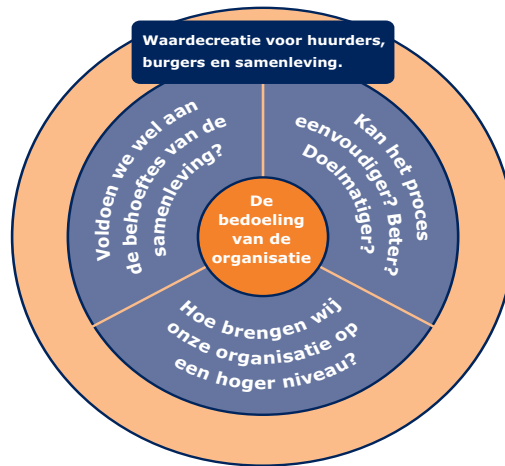 Waardecreatie voor huurders,
burgers en samenleving.
Voldoen we wel aan
de behoeftes van de
samenleving?
Kan het proces
eenvoudiger? Beter?
Doelmatiger?
De
bedoeling
van de
organisatie
Hoe brengen wij
onze organisatie op
een hoger niveau?